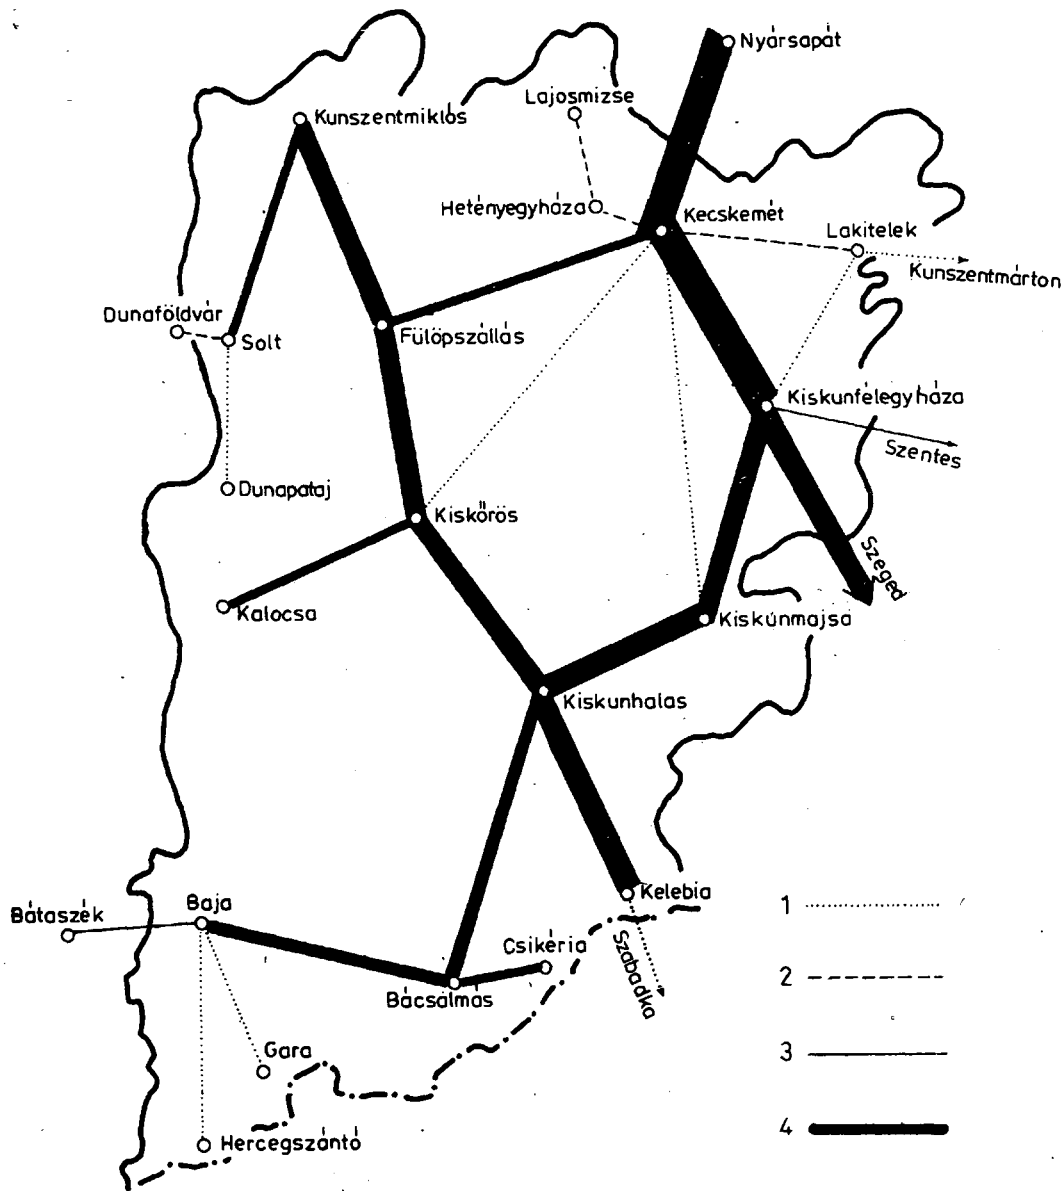 Nyársapát
Lajosmizse
Kunszentmiklós
Hetényegyháza
Kecskemét
Lakitelek
Kunszentmárton
Dunaföldvár
Solt
Fülöpszállás
Kiskunfélegyháza
Szentes
Dunapataj
Kiskőrös
Szeged
Kalocsa
Kiskúnmajsa
Kiskunhalas
Kelebia
Baja
Bátaszék
Csikéria
Szabadka
Bácsalmás
Gara
Hercegszántó
1
2
3
4